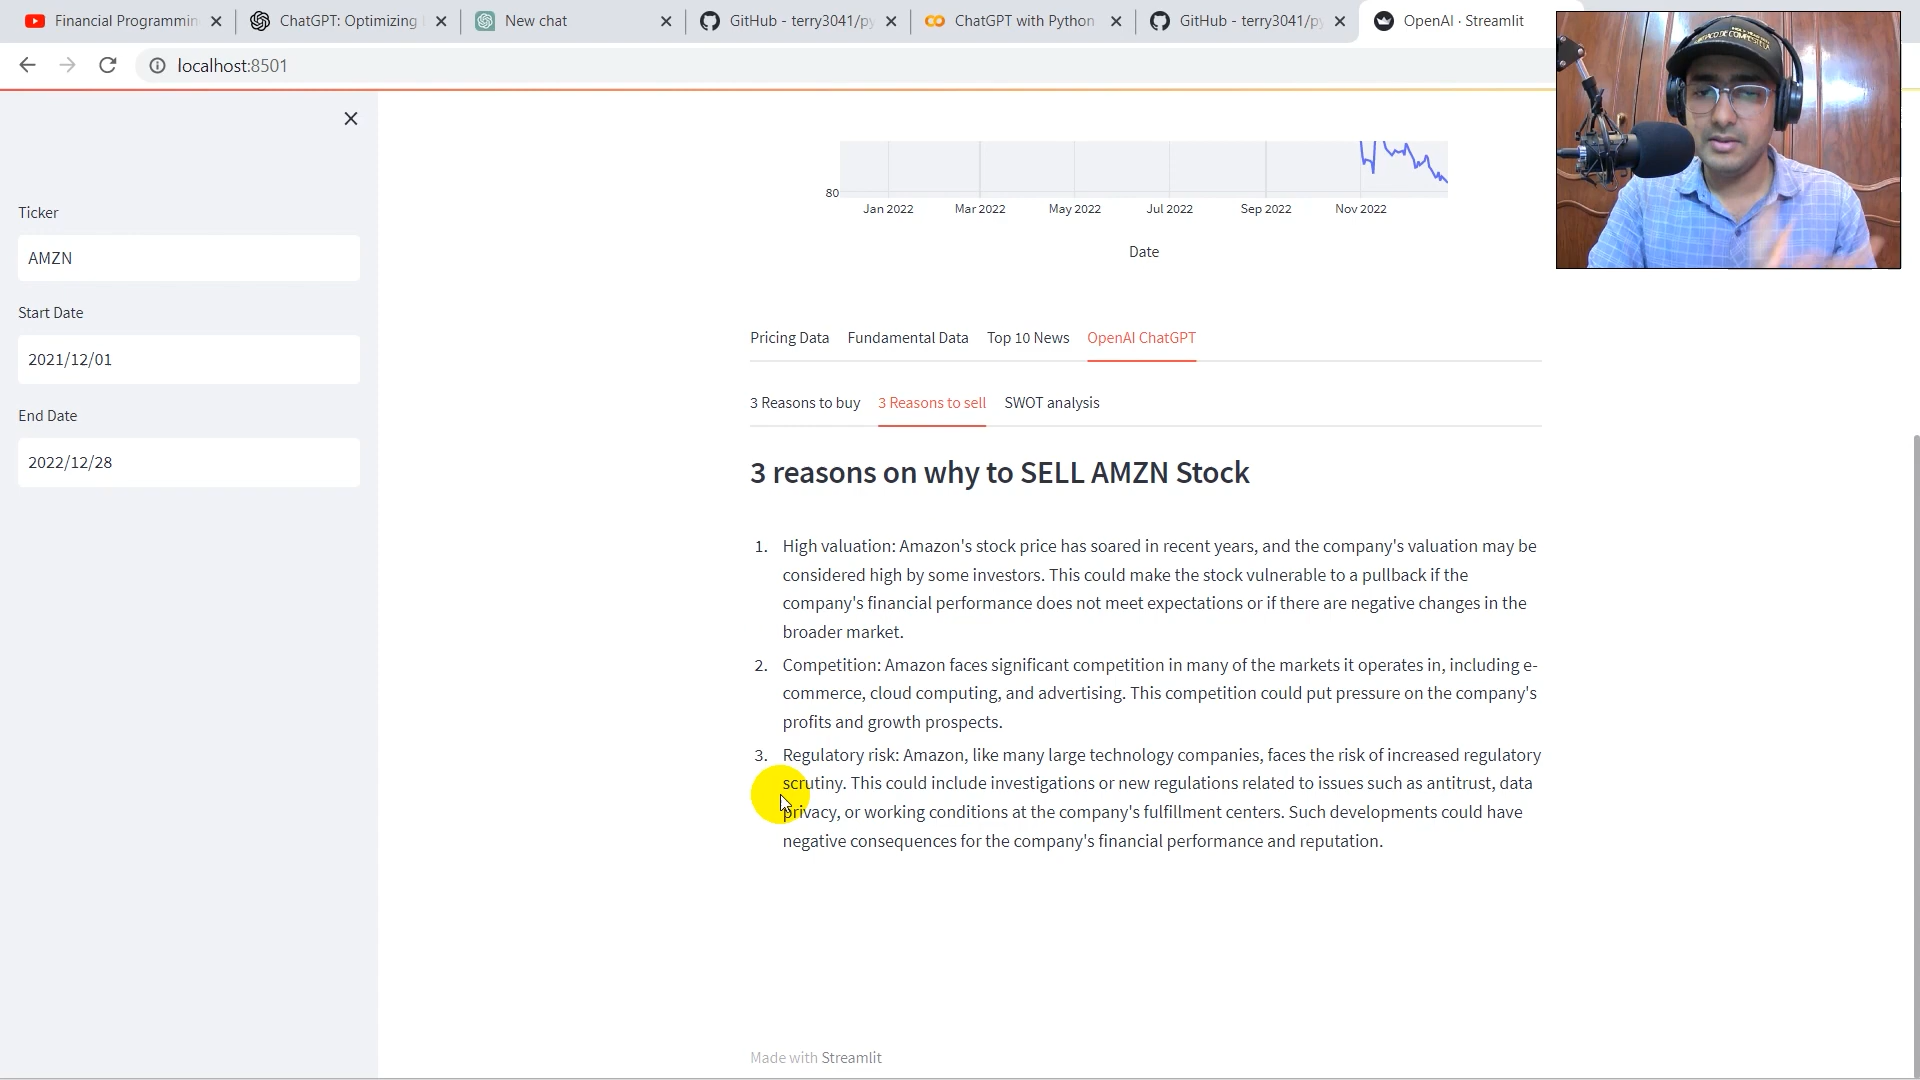 Financial Programmin
ChatGPT: Optimizing
New chat
GitHub - terry3041/py
ChatGPT with Python
GitHub - terry3041/py
OpenAI · Streamlit
localhost:8501
Ticker
AMZN
Start Date
2021/12/01
End Date
2022/12/28
80
Jan 2022 Mar 2022 May 2022 Jul 2022 Sep 2022 Nov 2022
Date
Pricing Data Fundamental Data Top 10 News OpenAI ChatGPT
3 Reasons to buy 3 Reasons to sell SWOT analysis
3 reasons on why to SELL AMZN Stock
1. High valuation: Amazon's stock price has soared in recent years, and the company's valuation may be
considered high by some investors. This could make the stock vulnerable to a pullback if the
company's financial performance does not meet expectations or if there are negative changes in the
broader market.
2. Competition: Amazon faces significant competition in many of the markets it operates in, including e-
commerce, cloud computing, and advertising. This competition could put pressure on the company's
profits and growth prospects.
3. Regulatory risk: Amazon, like many large technology companies, faces the risk of increased regulatory
scrutiny. This could include investigations or new regulations related to issues such as antitrust, data
privacy, or working conditions at the company's fulfillment centers. Such developments could have
negative consequences for the company's financial performance and reputation.
Made with Streamlit